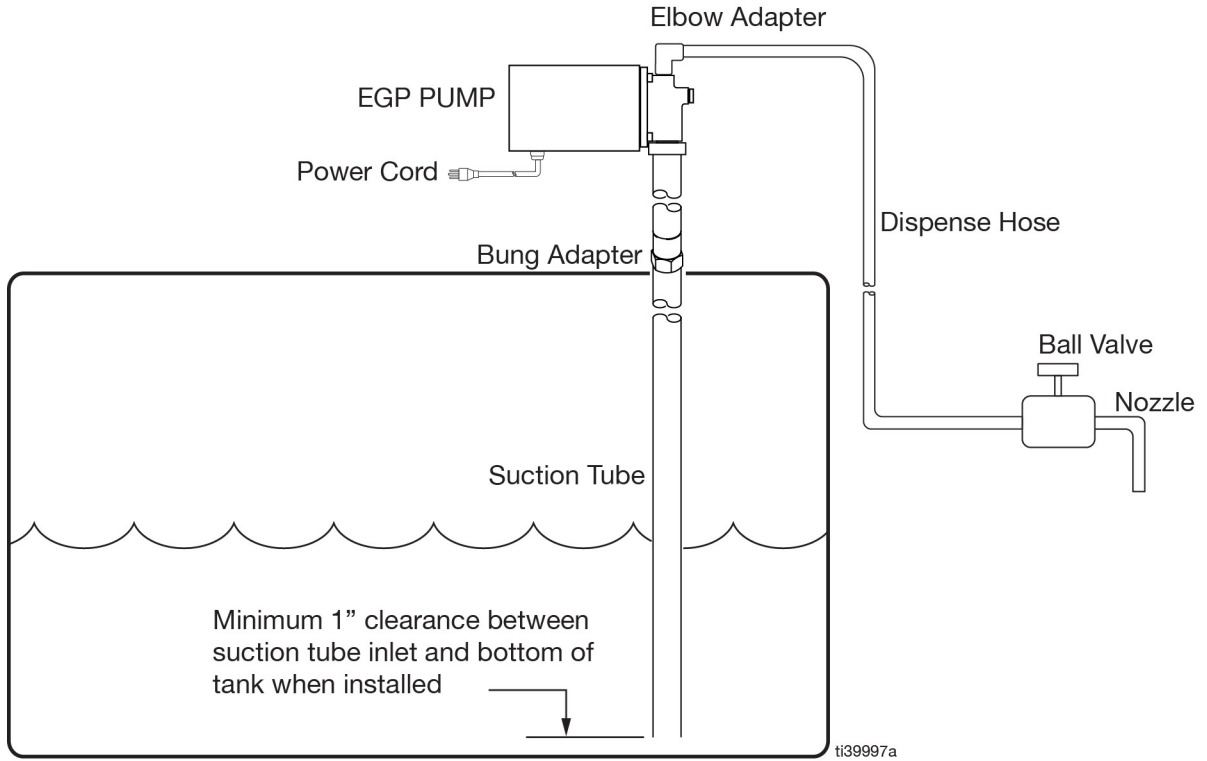 Elbow Adapter
EGP PUMP
Power Cord
Dispense Hose
Bung Adapter
Ball Valve
Nozzle
Suction Tube
Minimum 1” clearance between
suction tube inlet and bottom of
tank when installed
ti39997a